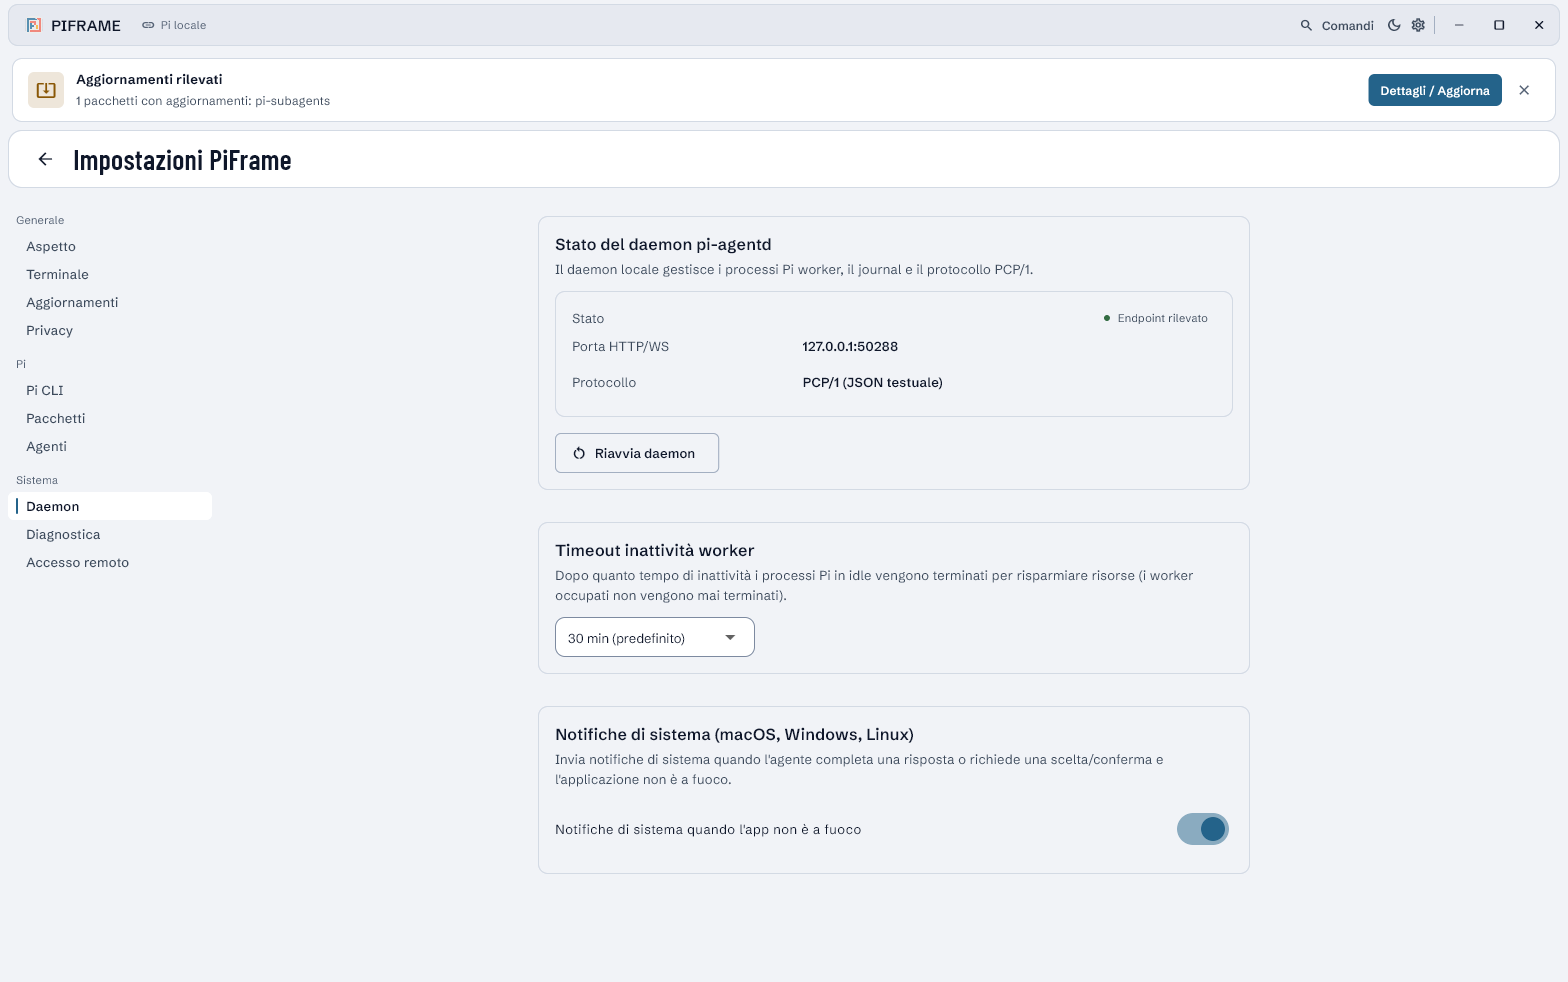 PIFRAME
Pi locale
Comandi
Aggiornamenti rilevati
1 pacchetti con aggiornamenti: pi-subagents
Dettagli / Aggiorna
Impostazioni PiFrame
Generale
Aspetto
Terminale
Aggiornamenti
Privacy
Pi
Pi CLI
Pacchetti
Agenti
Sistema
Daemon
Diagnostica
Accesso remoto
Stato del daemon pi-agentd
Il daemon locale gestisce i processi Pi worker, il journal e il protocollo PCP/1.
Stato
Endpoint rilevato
Porta HTTP/WS
127.0.0.1:50288
Protocollo
PCP/1 (JSON testuale)
Riavvia daemon
Timeout inattività worker
Dopo quanto tempo di inattività i processi Pi in idle vengono terminati per risparmiare risorse (i worker
occupati non vengono mai terminati).
30 min (predefinito)
Notifiche di sistema (macOS, Windows, Linux)
Invia notifiche di sistema quando l'agente completa una risposta o richiede una scelta/conferma e
l'applicazione non è a fuoco.
Notifiche di sistema quando l'app non è a fuoco